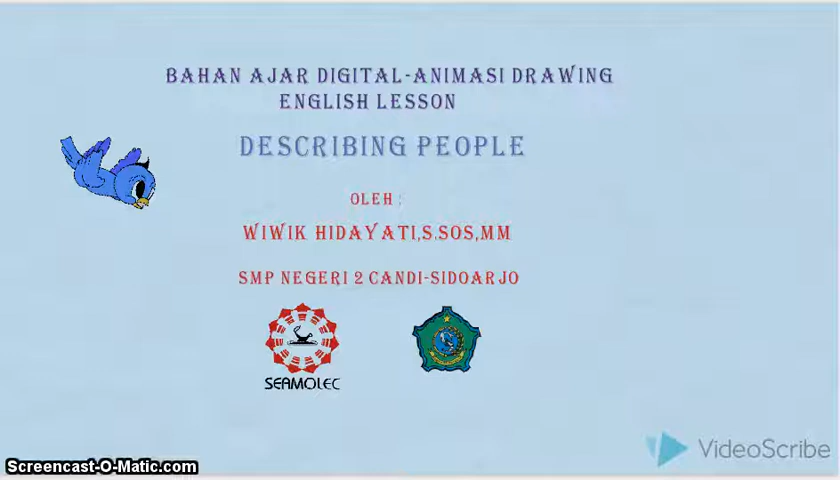 BAHAN AJAR DIGITAL-ANIMASI DRAWING
ENGLISH LESSON
DESCRIBING PEOPLE
OLEH :
WIWIK HIDAYATI,S.SOS,MM
SMP NEGERI 2 CANDI-SIDOARJO
SEAMOLEC
VideoScribe
Screencast-O-Matic.com